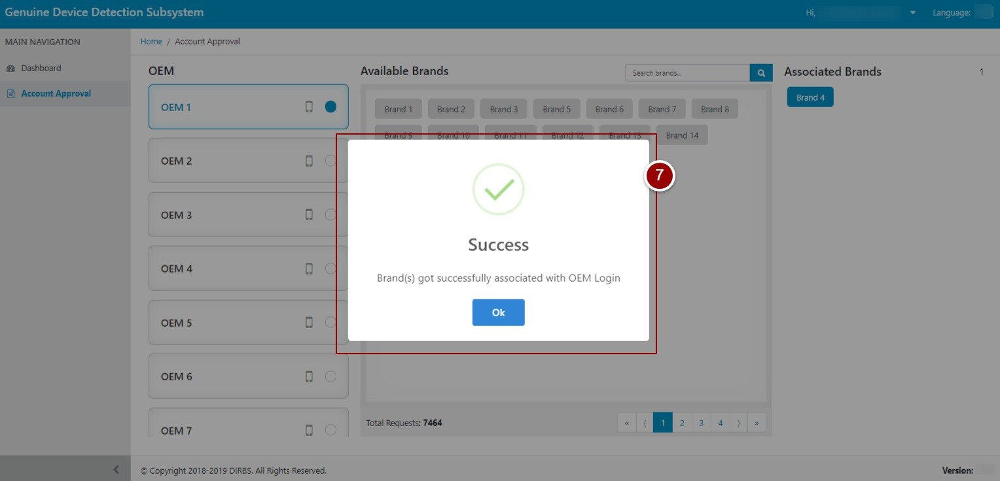 Genuine Device Detection Subsystem
Hi,
Language:
MAIN NAVIGATION
Dashboard
Account Approval
Home / Account Approval
OEM
OEM 1
OEM 2
OEM 3
OEM 4
OEM 5
OEM 6
OEM 7
Available Brands
Search brands...
Brand 1 Brand 2 Brand 3 Brand 5 Brand 6 Brand 7 Brand 8
Brand 9 Brand 10 Brand 11 Brand 12 Brand 13 Brand 14
Associated Brands 1
Brand 4
7
Success
Brand(s) got successfully associated with OEM Login
Ok
Total Requests: 7464
« ⟨ 1 2 3 4 ⟩ »
© Copyright 2018-2019 DIRBS. All Rights Reserved.
Version: